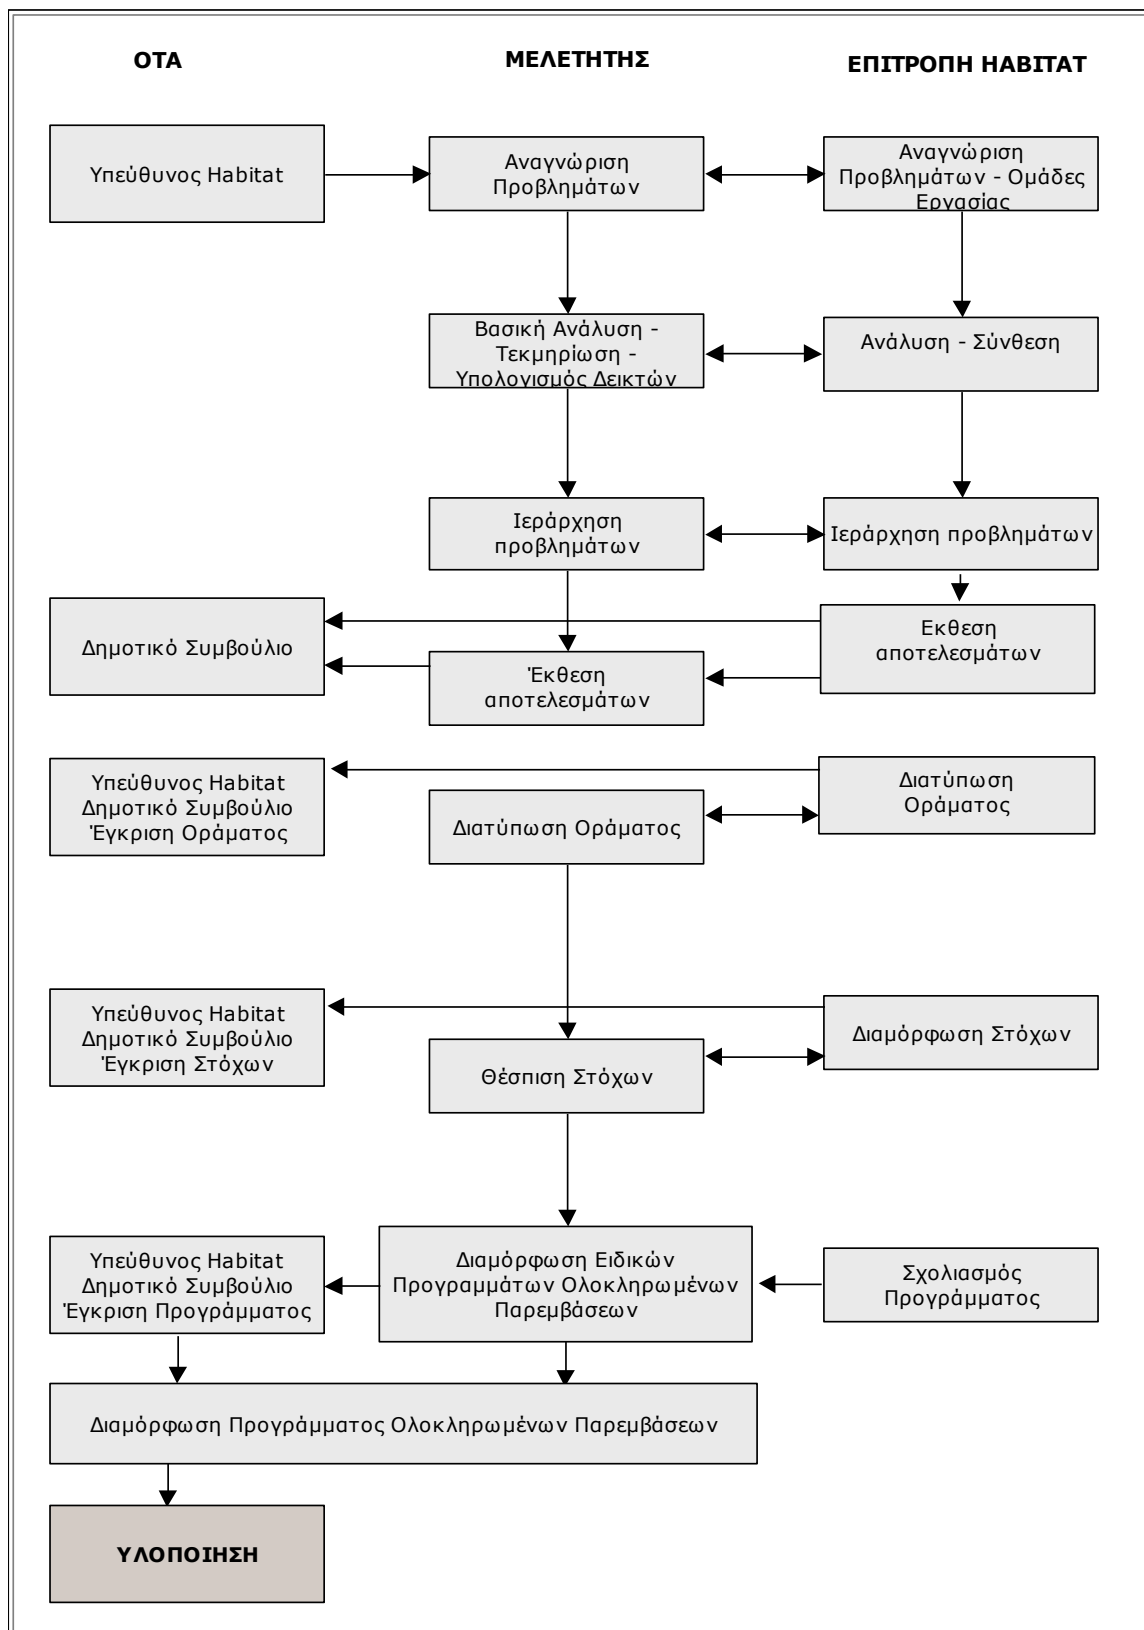 ΟΤΑ
ΜΕΛΕΤΗΤΗΣ
ΕΠΙΤΡΟΠΗ HABITAT
Υπεύθυνος Habitat
Αναγνώριση
Προβλημάτων
Αναγνώριση
Προβλημάτων - Ομάδες
Εργασίας
Βασική Ανάλυση -
Τεκμηρίωση -
Υπολογισμός Δεικτών
Ανάλυση - Σύνθεση
Ιεράρχηση
προβλημάτων
Ιεράρχηση προβλημάτων
Δημοτικό Συμβούλιο
Έκθεση
αποτελεσμάτων
Εκθεση
αποτελεσμάτων
Υπεύθυνος Habitat
Δημοτικό Συμβούλιο
Έγκριση Οράματος
Διατύπωση Οράματος
Διατύπωση
Οράματος
Υπεύθυνος Habitat
Δημοτικό Συμβούλιο
Έγκριση Στόχων
Θέσπιση Στόχων
Διαμόρφωση Στόχων
Υπεύθυνος Habitat
Δημοτικό Συμβούλιο
Έγκριση Προγράμματος
Διαμόρφωση Ειδικών
Προγραμμάτων Ολοκληρωμένων
Παρεμβάσεων
Σχολιασμός
Προγράμματος
Διαμόρφωση Προγράμματος Ολοκληρωμένων Παρεμβάσεων
ΥΛΟΠΟΙΗΣΗ